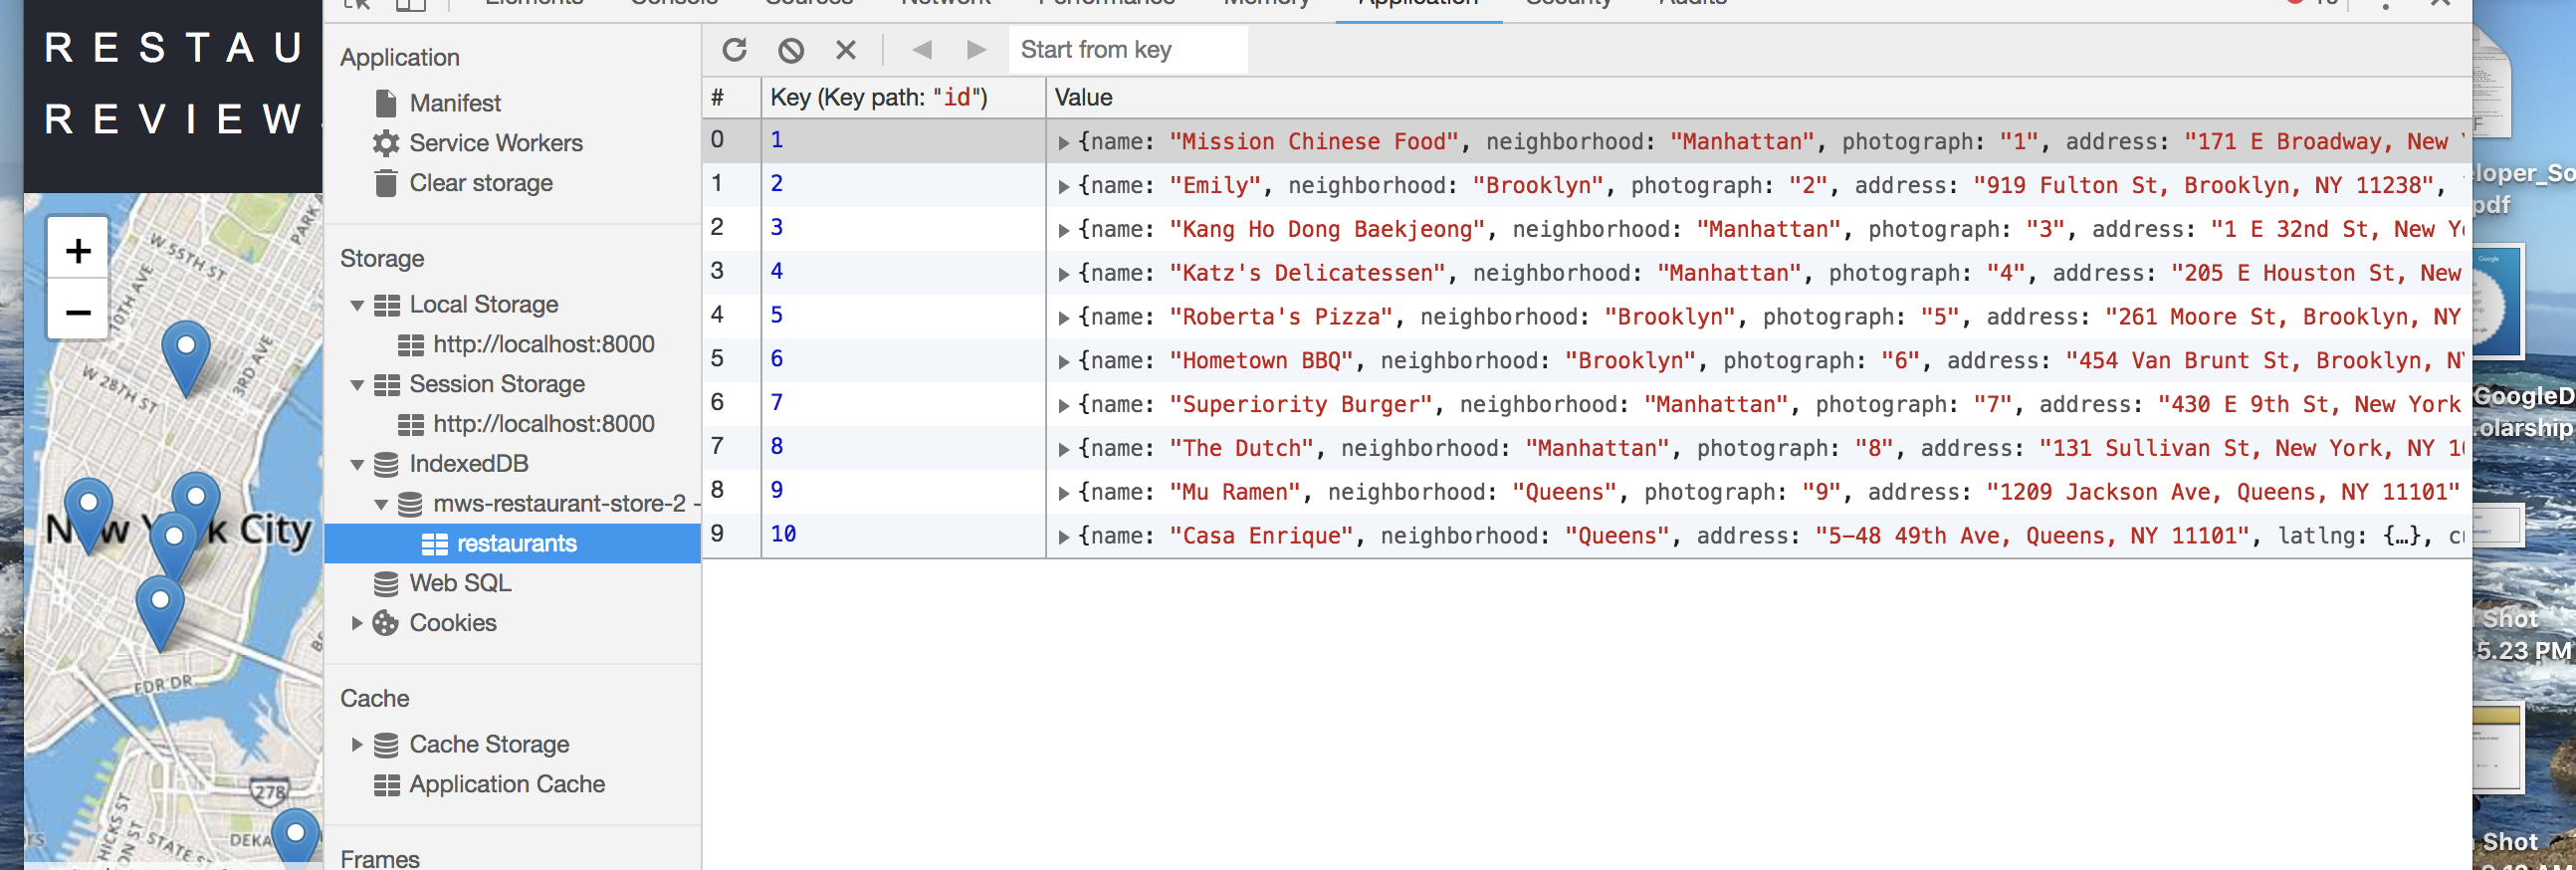 Elements Console Sources Network Performance Memory Application Security Audits
RESTAU
REVIEW
+
−
W 55TH ST
10TH AVE
PARK A
3RD AVE
W 28TH ST
New York City
FDR DR
278
HICKS ST
STATE S
DEKA
Application
Manifest
Service Workers
Clear storage
Storage
Local Storage
http://localhost:8000
Session Storage
http://localhost:8000
IndexedDB
mws-restaurant-store-2 -
restaurants
Web SQL
Cookies
Cache
Cache Storage
Application Cache
Frames
Start from key
# Key (Key path: "id") Value
0 1 {name: "Mission Chinese Food", neighborhood: "Manhattan", photograph: "1", address: "171 E Broadway, New
1 2 {name: "Emily", neighborhood: "Brooklyn", photograph: "2", address: "919 Fulton St, Brooklyn, NY 11238",
2 3 {name: "Kang Ho Dong Baekjeong", neighborhood: "Manhattan", photograph: "3", address: "1 E 32nd St, New Y
3 4 {name: "Katz's Delicatessen", neighborhood: "Manhattan", photograph: "4", address: "205 E Houston St, New
4 5 {name: "Roberta's Pizza", neighborhood: "Brooklyn", photograph: "5", address: "261 Moore St, Brooklyn, NY
5 6 {name: "Hometown BBQ", neighborhood: "Brooklyn", photograph: "6", address: "454 Van Brunt St, Brooklyn, N
6 7 {name: "Superiority Burger", neighborhood: "Manhattan", photograph: "7", address: "430 E 9th St, New York
7 8 {name: "The Dutch", neighborhood: "Manhattan", photograph: "8", address: "131 Sullivan St, New York, NY 1
8 9 {name: "Mu Ramen", neighborhood: "Queens", photograph: "9", address: "1209 Jackson Ave, Queens, NY 11101"
9 10 {name: "Casa Enrique", neighborhood: "Queens", address: "5-48 49th Ave, Queens, NY 11101", latlng: {…}, c
loper_So
pdf
Google
GoogleD
olarship
Shot
5.23 PM
Shot